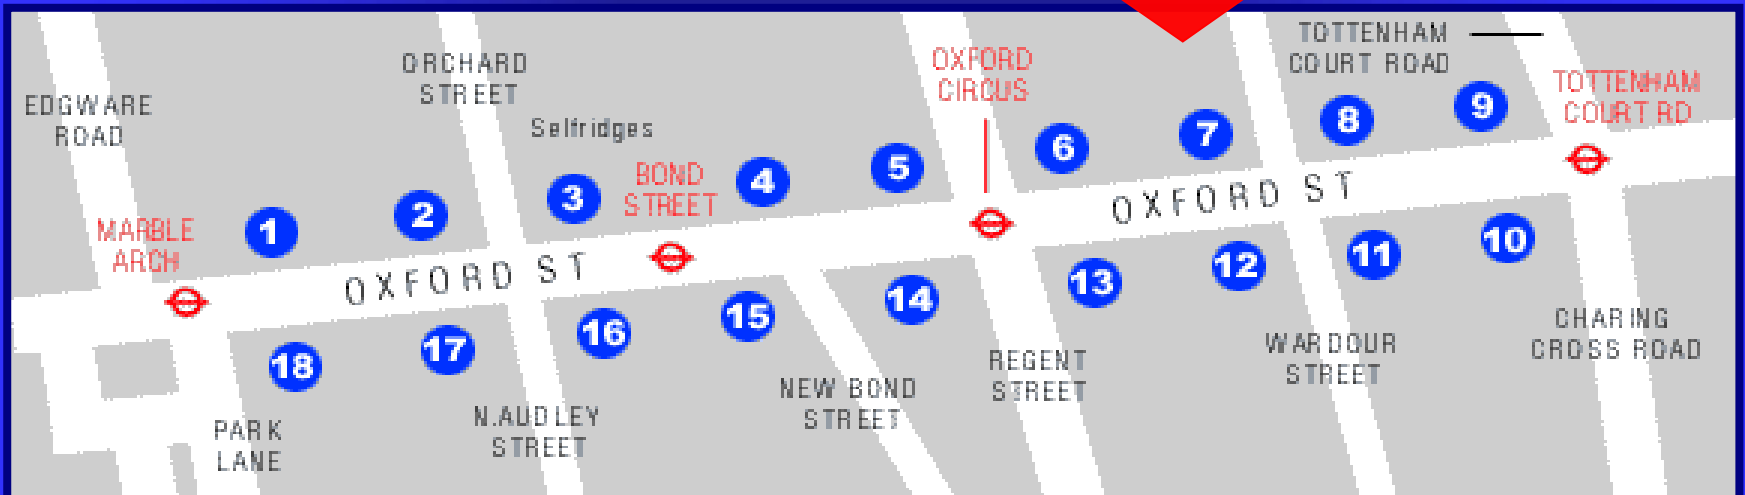 EDGWARE
ROAD
ORCHARD
STREET
Selfridges
OXFORD
CIRCUS
TOTTENHAM
COURT ROAD
TOTTENHAM
COURT RD
MARBLE
ARCH
BOND
STREET
1
2
3
4
5
6
7
8
9
OXFORD ST
OXFORD ST
18
17
16
15
14
13
12
11
10
PARK
LANE
N.AUDLEY
STREET
NEW BOND
STREET
REGENT
STREET
WARDOUR
STREET
CHARING
CROSS ROAD